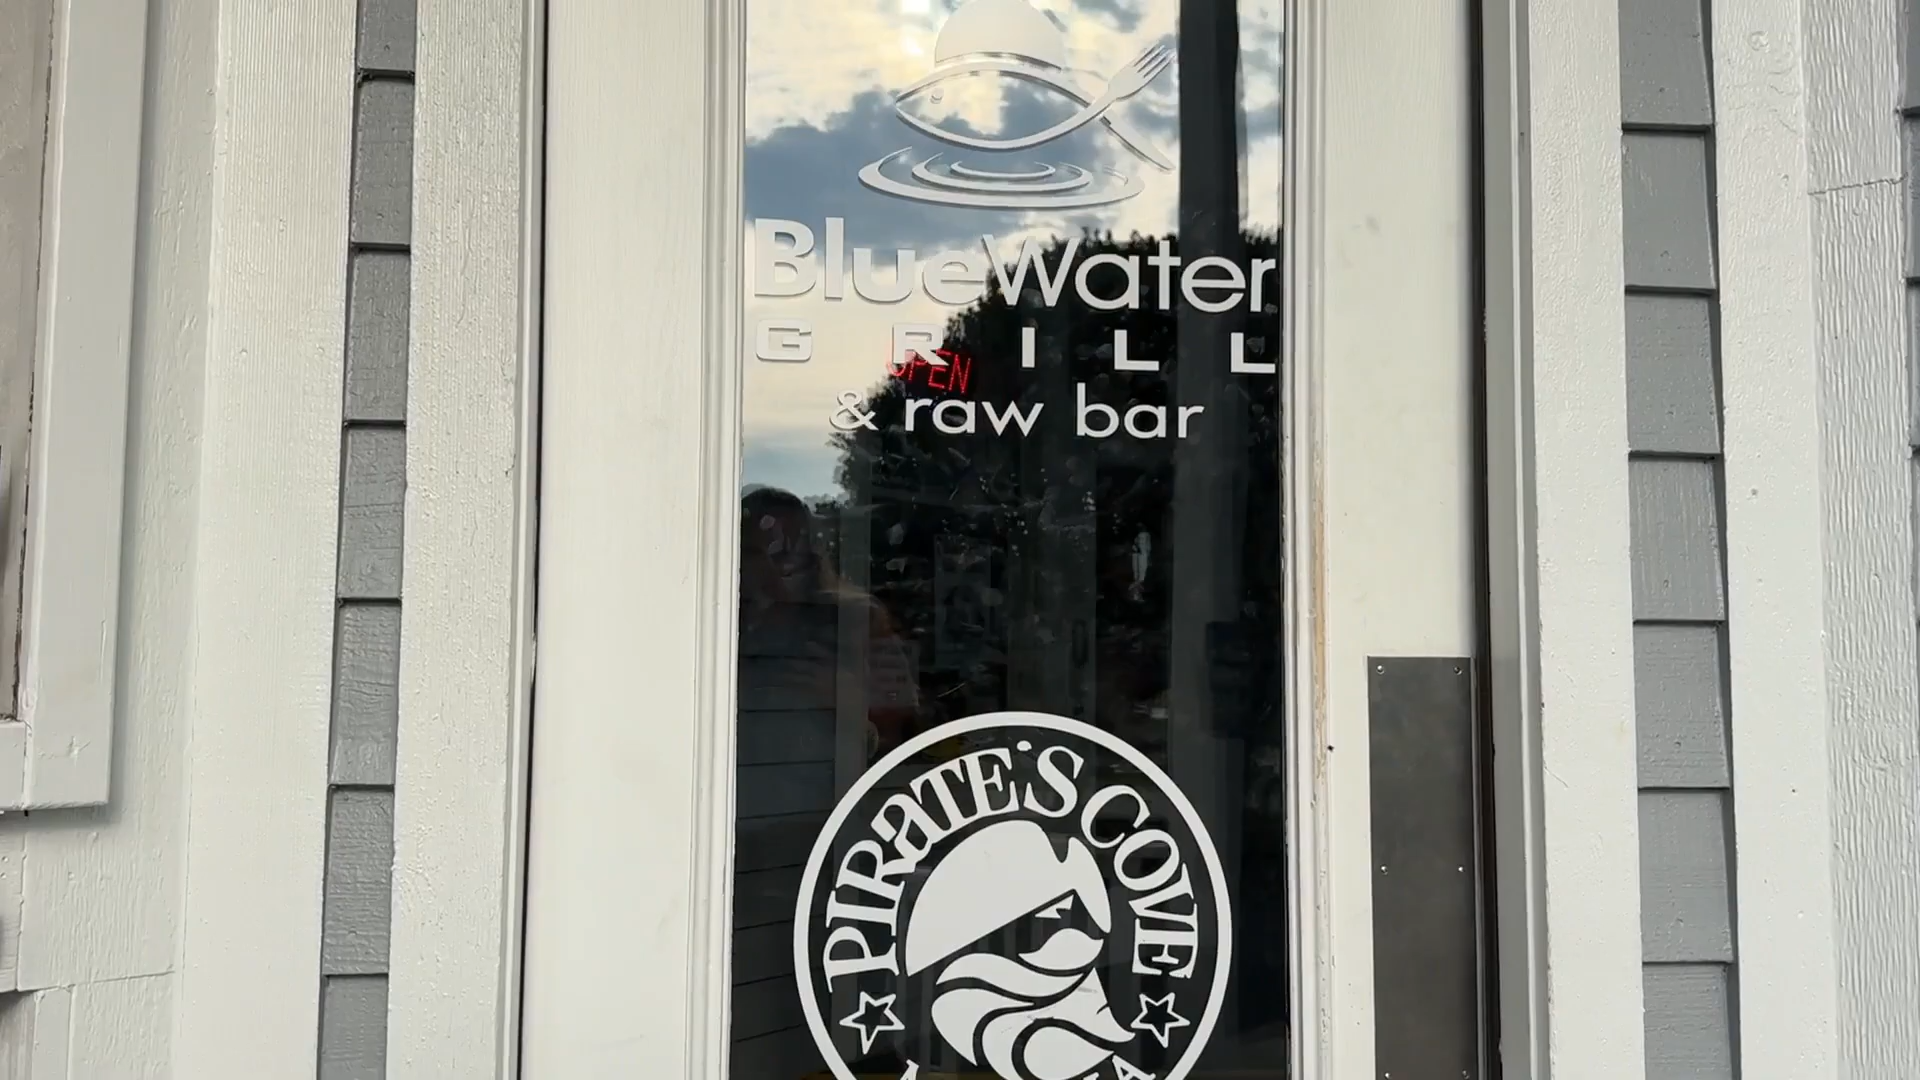 BlueWater
GRILL
OPEN
& raw bar
PIRATE'S COVE